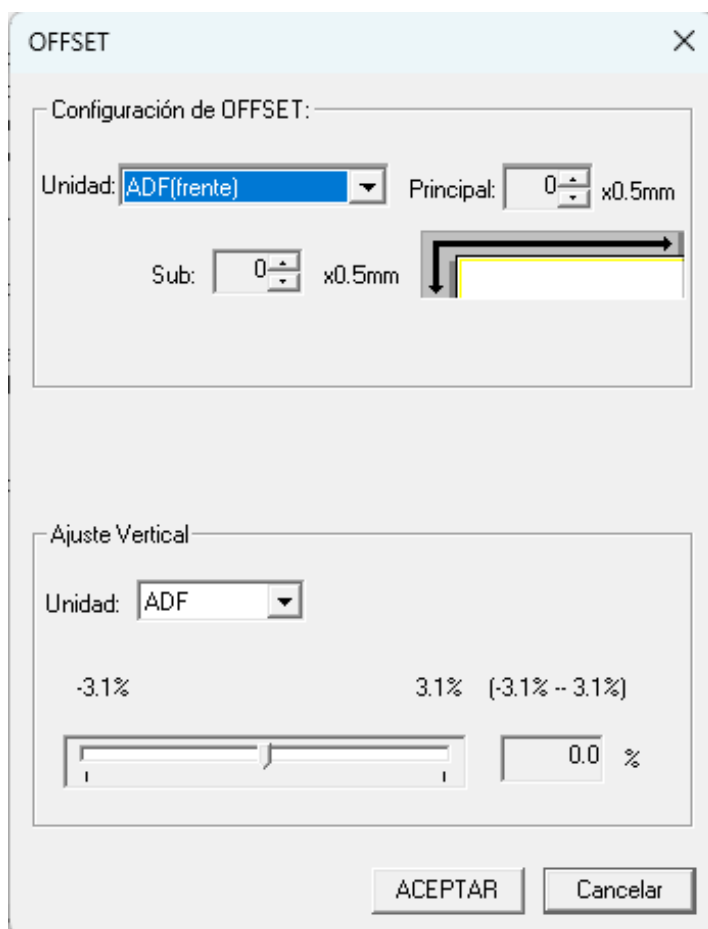 OFFSET
Configuración de OFFSET:
Unidad: ADF(frente) Principal: 0 x0.5mm
Sub: 0 x0.5mm
Ajuste Vertical
Unidad: ADF
-3.1% 3.1% (-3.1% -- 3.1%)
0.0 %
ACEPTAR Cancelar